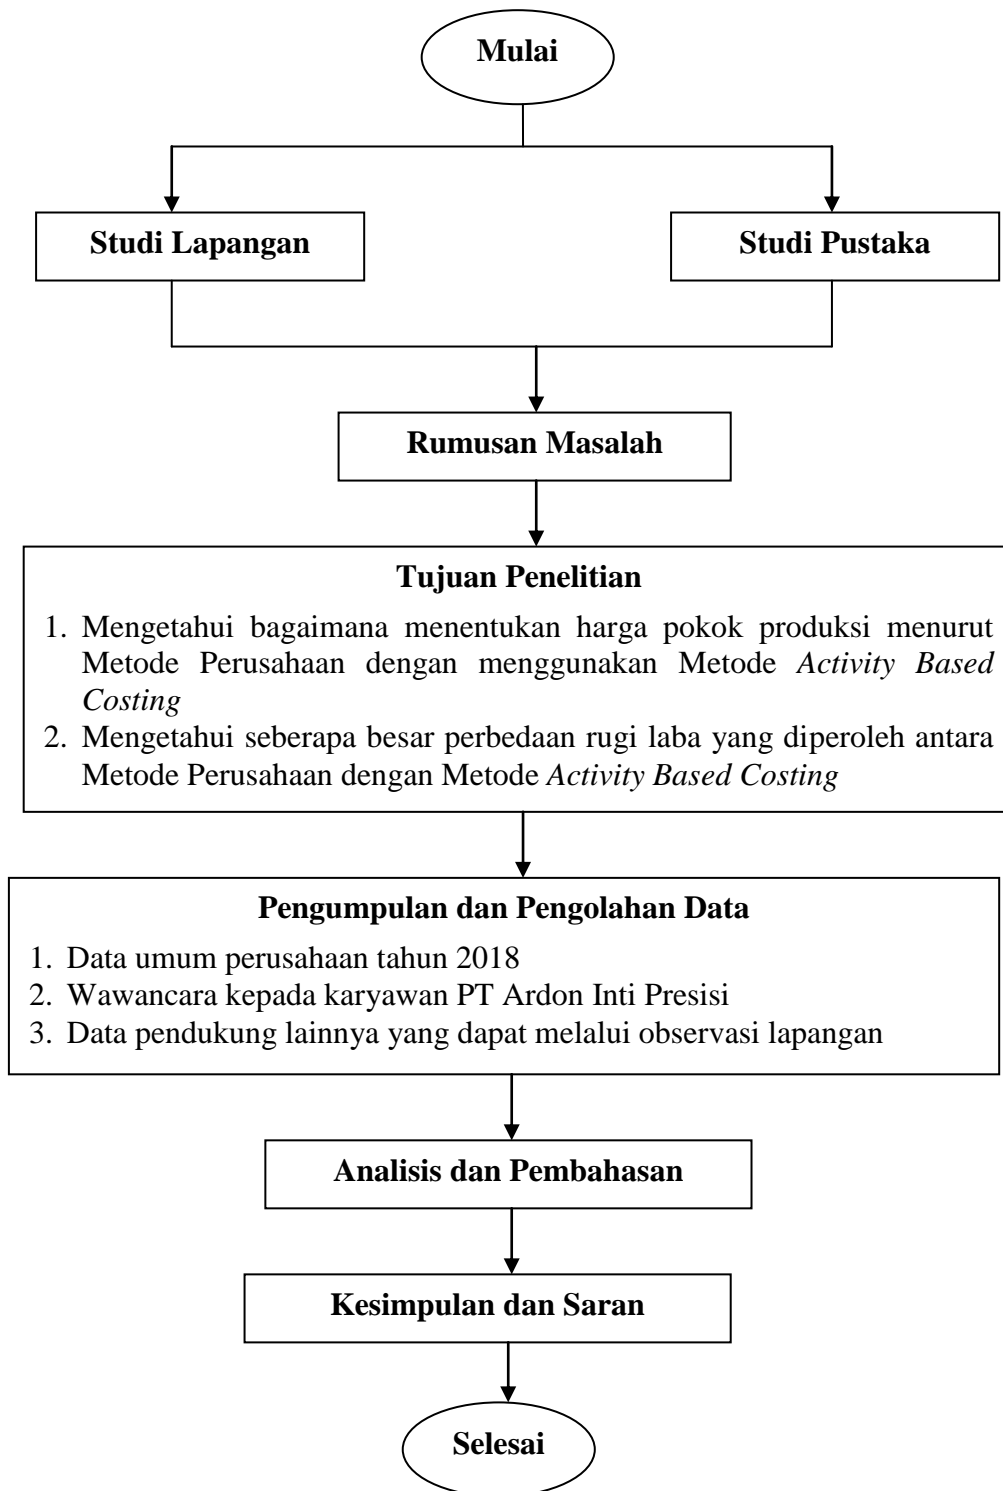 Mulai
Studi Lapangan
Studi Pustaka
Rumusan Masalah
Tujuan Penelitian
1. Mengetahui bagaimana menentukan harga pokok produksi menurut
Metode Perusahaan dengan menggunakan Metode Activity Based
Costing
2. Mengetahui seberapa besar perbedaan rugi laba yang diperoleh antara
Metode Perusahaan dengan Metode Activity Based Costing
Pengumpulan dan Pengolahan Data
1. Data umum perusahaan tahun 2018
2. Wawancara kepada karyawan PT Ardon Inti Presisi
3. Data pendukung lainnya yang dapat melalui observasi lapangan
Analisis dan Pembahasan
Kesimpulan dan Saran
Selesai